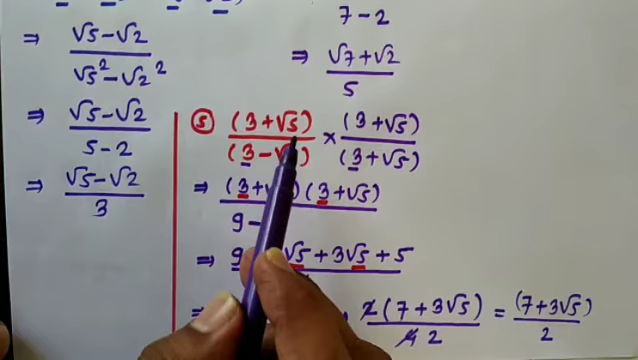 7 - 2
⇒ √5 - √2 / √5² - √2²
⇒ √7 + √2 / 5
⇒ √5 - √2 / 5 - 2
⇒ √5 - √2 / 3
⑤ (3 + √5) / (3 - √ ) × (3 + √5) / (3 + √5)
⇒ (3 + √ ) (3 + √5) / 9 -
⇒ 9 √5 + 3√5 + 5
⇒ 2(7 + 3√5) / 4 2 = (7 + 3√5) / 2